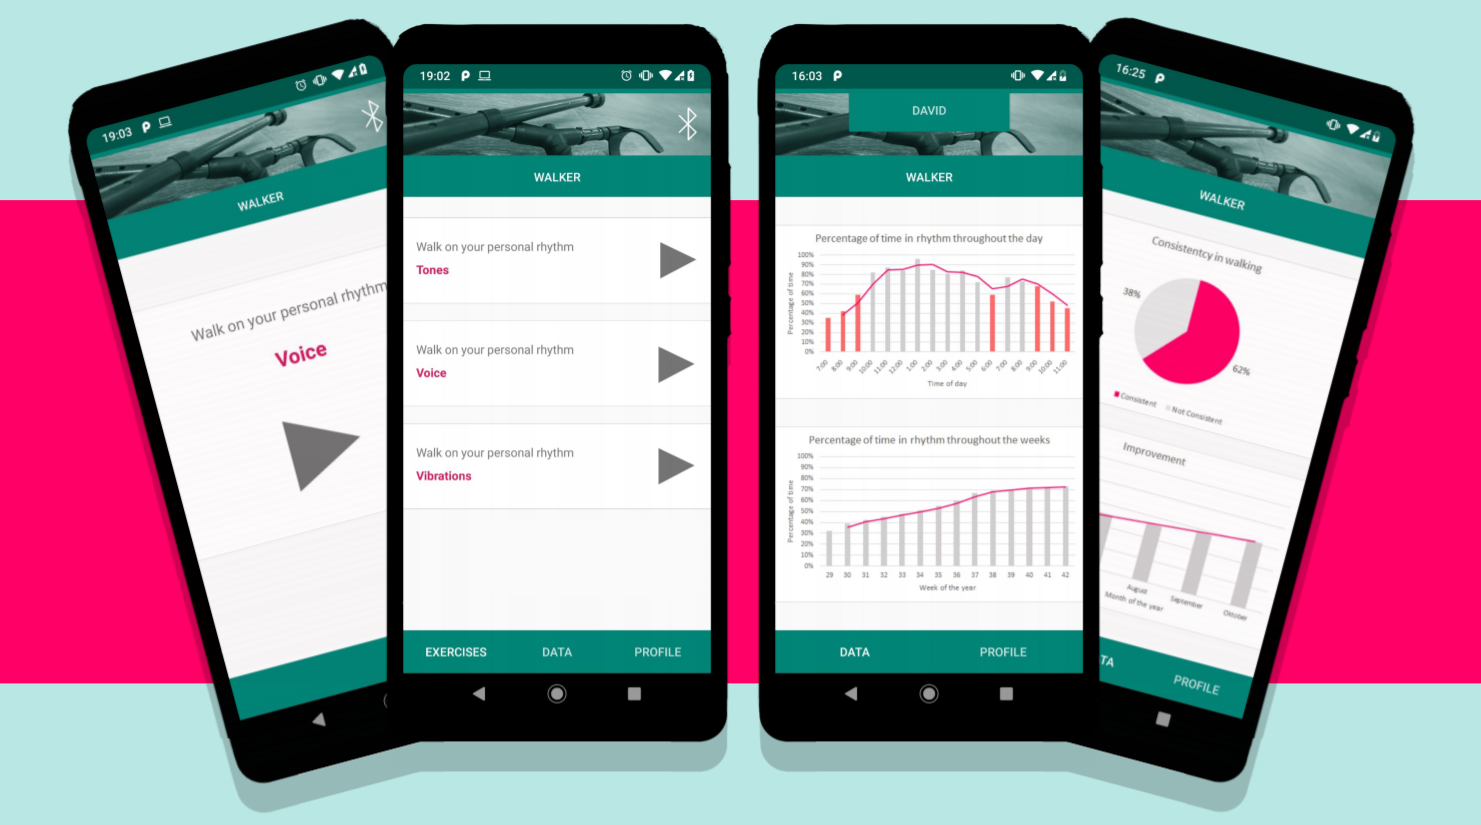 19:03
WALKER
Walk on your personal rhythm
Voice
19:02
WALKER
Walk on your personal rhythm
Tones
Walk on your personal rhythm
Voice
Walk on your personal rhythm
Vibrations
EXERCISES DATA PROFILE
16:03
DAVID
WALKER
Percentage of time in rhythm throughout the day
Percentage of time
100%
90%
80%
70%
60%
50%
40%
30%
20%
10%
0%
7:00 8:00 9:00 10:00 11:00 12:00 1:00 2:00 3:00 4:00 5:00 6:00 7:00 8:00 9:00 10:00 11:00
Time of day
Percentage of time in rhythm throughout the weeks
Percentage of time
100%
90%
80%
70%
60%
50%
40%
30%
20%
10%
0%
29 30 31 32 33 34 35 36 37 38 39 40 41 42
Week of the year
DATA PROFILE
16:25
WALKER
Consistentcy in walking
38%
62%
Consistent Not Consistent
Improvement
August September Oktober
Month of the year
TA PROFILE